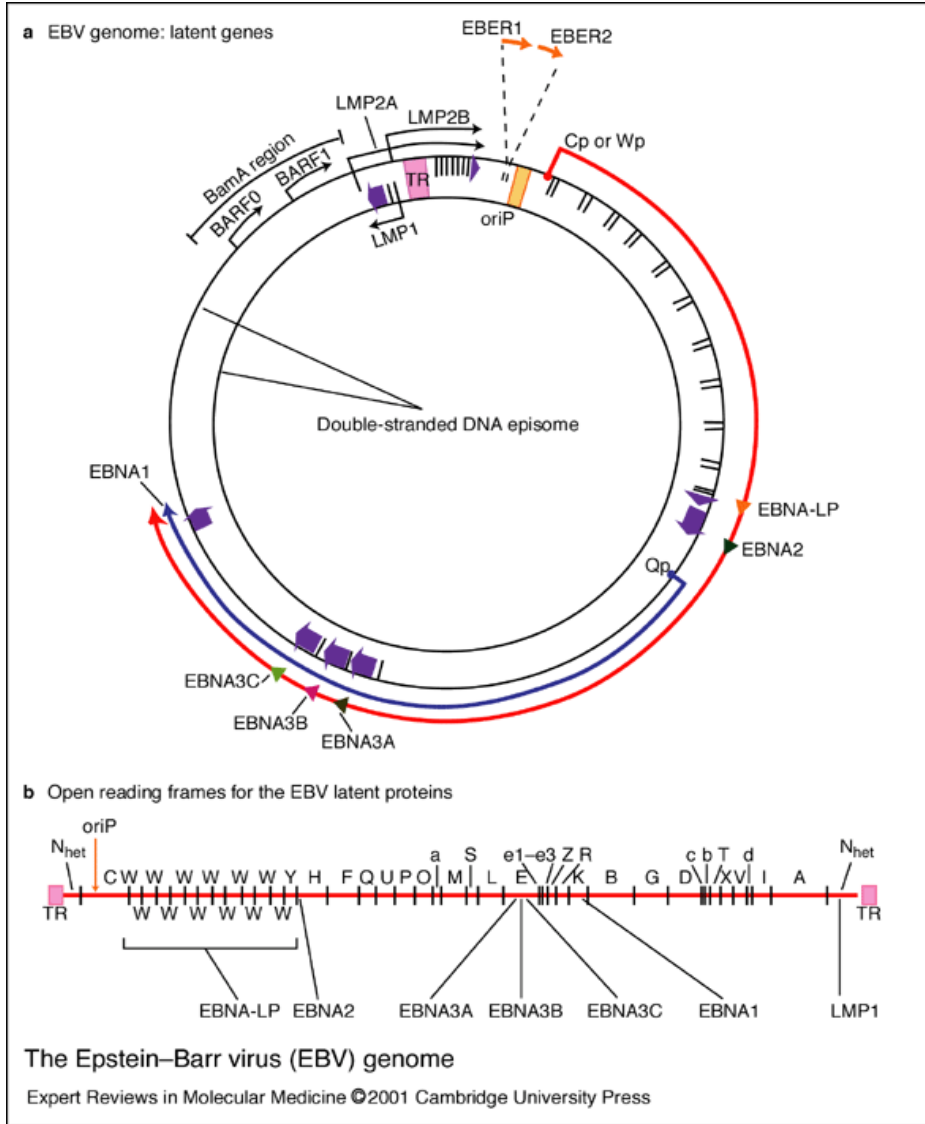 a EBV genome: latent genes
EBER1
EBER2
LMP2A
LMP2B
Cp or Wp
BamA region
BARF1
BARF0
TR
oriP
LMP1
Double-stranded DNA episome
EBNA1
EBNA-LP
EBNA2
Qp
EBNA3C
EBNA3B
EBNA3A
b Open reading frames for the EBV latent proteins
oriP
Nhet
a S e1–e3 Z R c b T d
Nhet
C W W W W W W Y H F Q U P O M L E K B G D X V I A
TR
W W W W W W
TR
EBNA-LP EBNA2 EBNA3A EBNA3B EBNA3C EBNA1 LMP1
The Epstein–Barr virus (EBV) genome
Expert Reviews in Molecular Medicine ©2001 Cambridge University Press